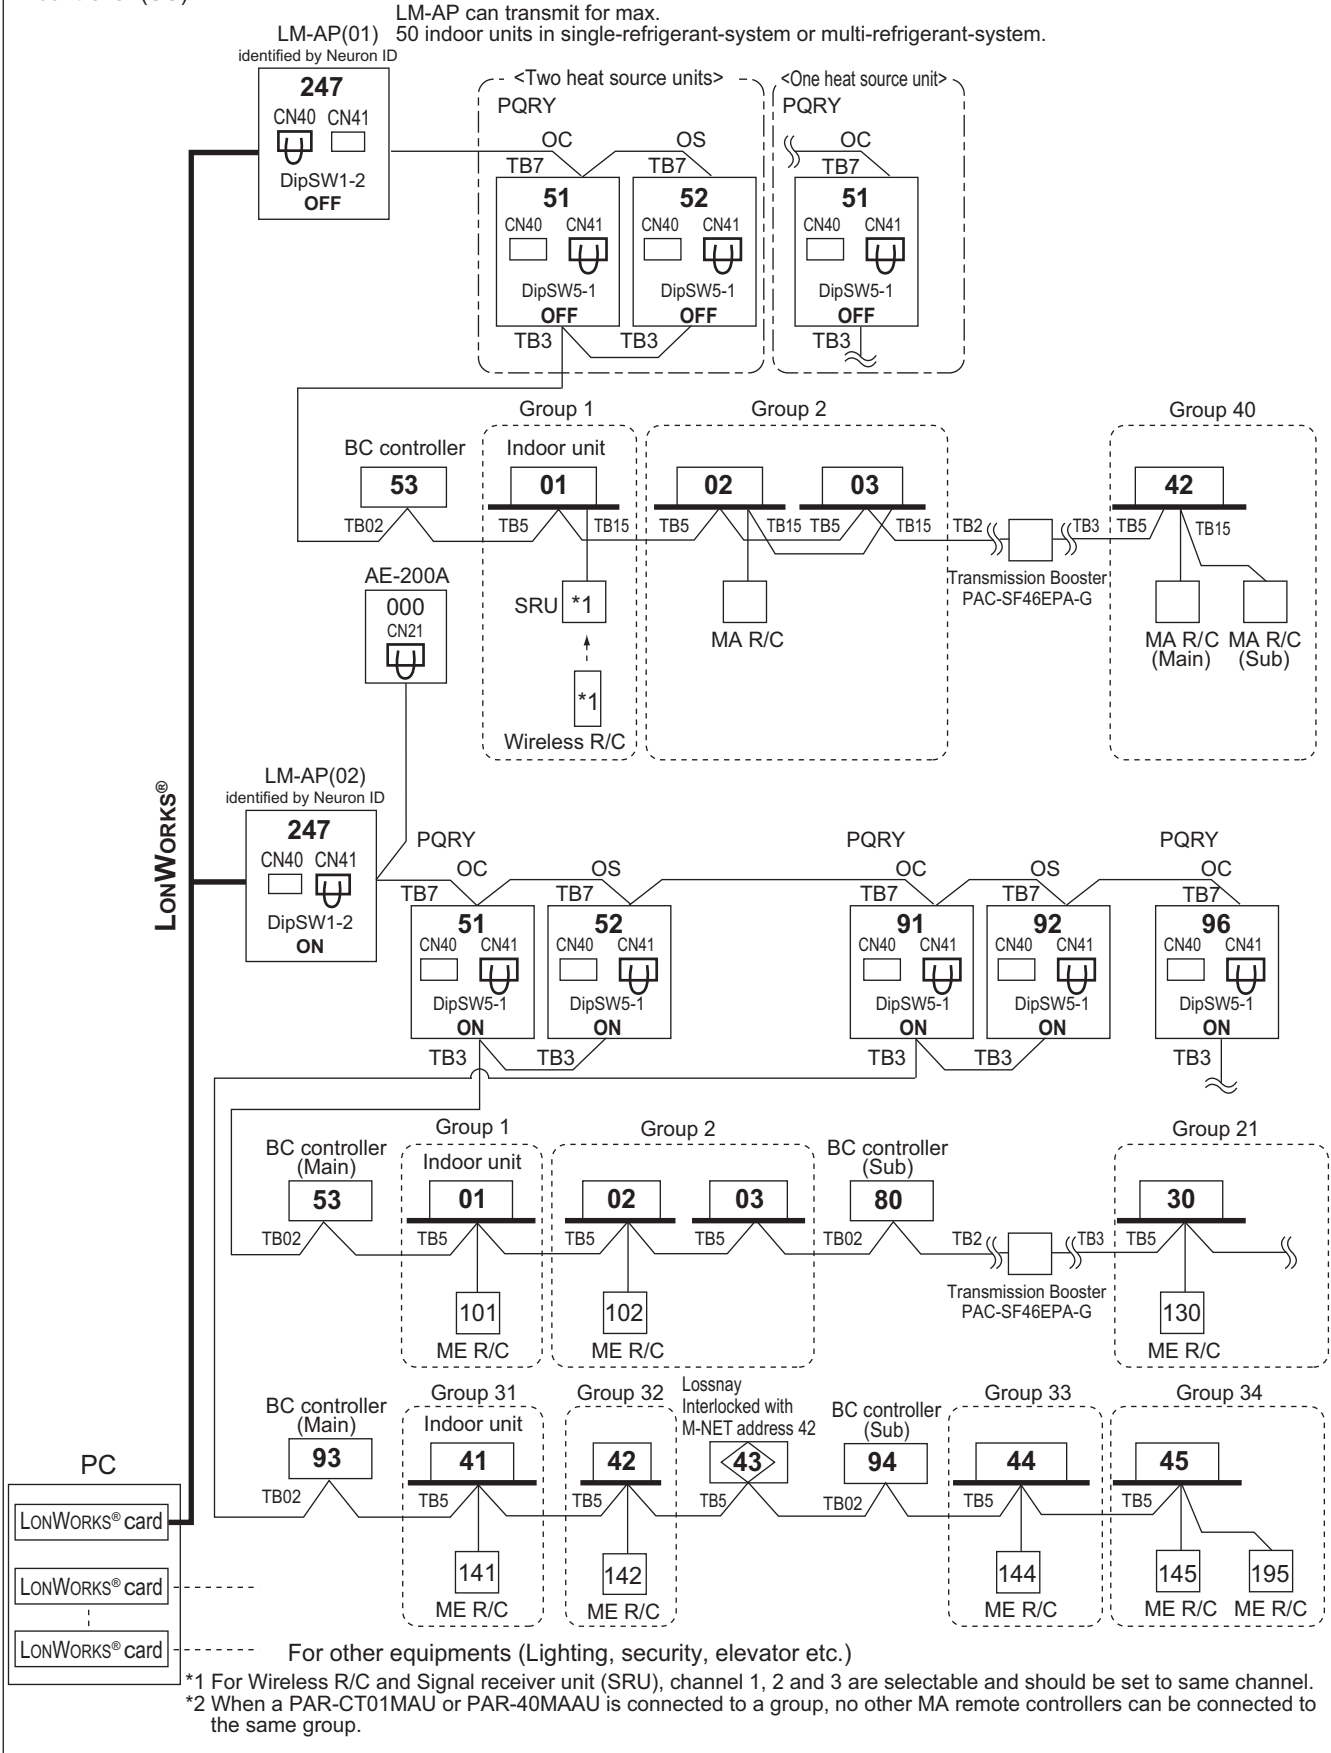 LM-AP can transmit for max.
LM-AP(01) 50 indoor units in single-refrigerant-system or multi-refrigerant-system.
identified by Neuron ID
247
CN40 CN41
DipSW1-2
OFF
<Two heat source units>
PQRY
OC OS
TB7 TB7
51 52
CN40 CN41 CN40 CN41
DipSW5-1 DipSW5-1
OFF OFF
TB3 TB3
<One heat source unit>
PQRY
OC
TB7
51
CN40 CN41
DipSW5-1
OFF
TB3
Group 1 Group 2 Group 40
BC controller Indoor unit
53 01 02 03 42
TB02 TB5 TB15 TB5 TB15 TB5 TB15 TB2 TB3 TB5 TB15
Transmission Booster
PAC-SF46EPA-G
AE-200A
000
CN21
SRU *1
*1
Wireless R/C
MA R/C
MA R/C
(Main)
MA R/C
(Sub)
LONWORKS®
LM-AP(02)
identified by Neuron ID
247
CN40 CN41
DipSW1-2
ON
PQRY PQRY PQRY
OC OS OC OS OC
TB7 TB7 TB7 TB7 TB7
51 52 91 92 96
CN40 CN41 CN40 CN41 CN40 CN41 CN40 CN41 CN40 CN41
DipSW5-1 DipSW5-1 DipSW5-1 DipSW5-1 DipSW5-1
ON ON ON ON ON
TB3 TB3 TB3 TB3 TB3
Group 1 Group 2 Group 21
BC controller
(Main)
Indoor unit
BC controller
(Sub)
53 01 02 03 80 30
TB02 TB5 TB5 TB5 TB02 TB2 TB3 TB5
Transmission Booster
PAC-SF46EPA-G
101 102 130
ME R/C ME R/C ME R/C
Group 31 Group 32
Lossnay
Interlocked with
M-NET address 42
Group 33 Group 34
BC controller
(Main)
Indoor unit
BC controller
(Sub)
93 41 42 43 94 44 45
TB02 TB5 TB5 TB5 TB02 TB5 TB5
141 142 144 145 195
ME R/C ME R/C ME R/C ME R/C ME R/C
PC
LONWORKS® card
LONWORKS® card
LONWORKS® card
For other equipments (Lighting, security, elevator etc.)
*1 For Wireless R/C and Signal receiver unit (SRU), channel 1, 2 and 3 are selectable and should be set to same channel.
*2 When a PAR-CT01MAU or PAR-40MAAU is connected to a group, no other MA remote controllers can be connected to
the same group.